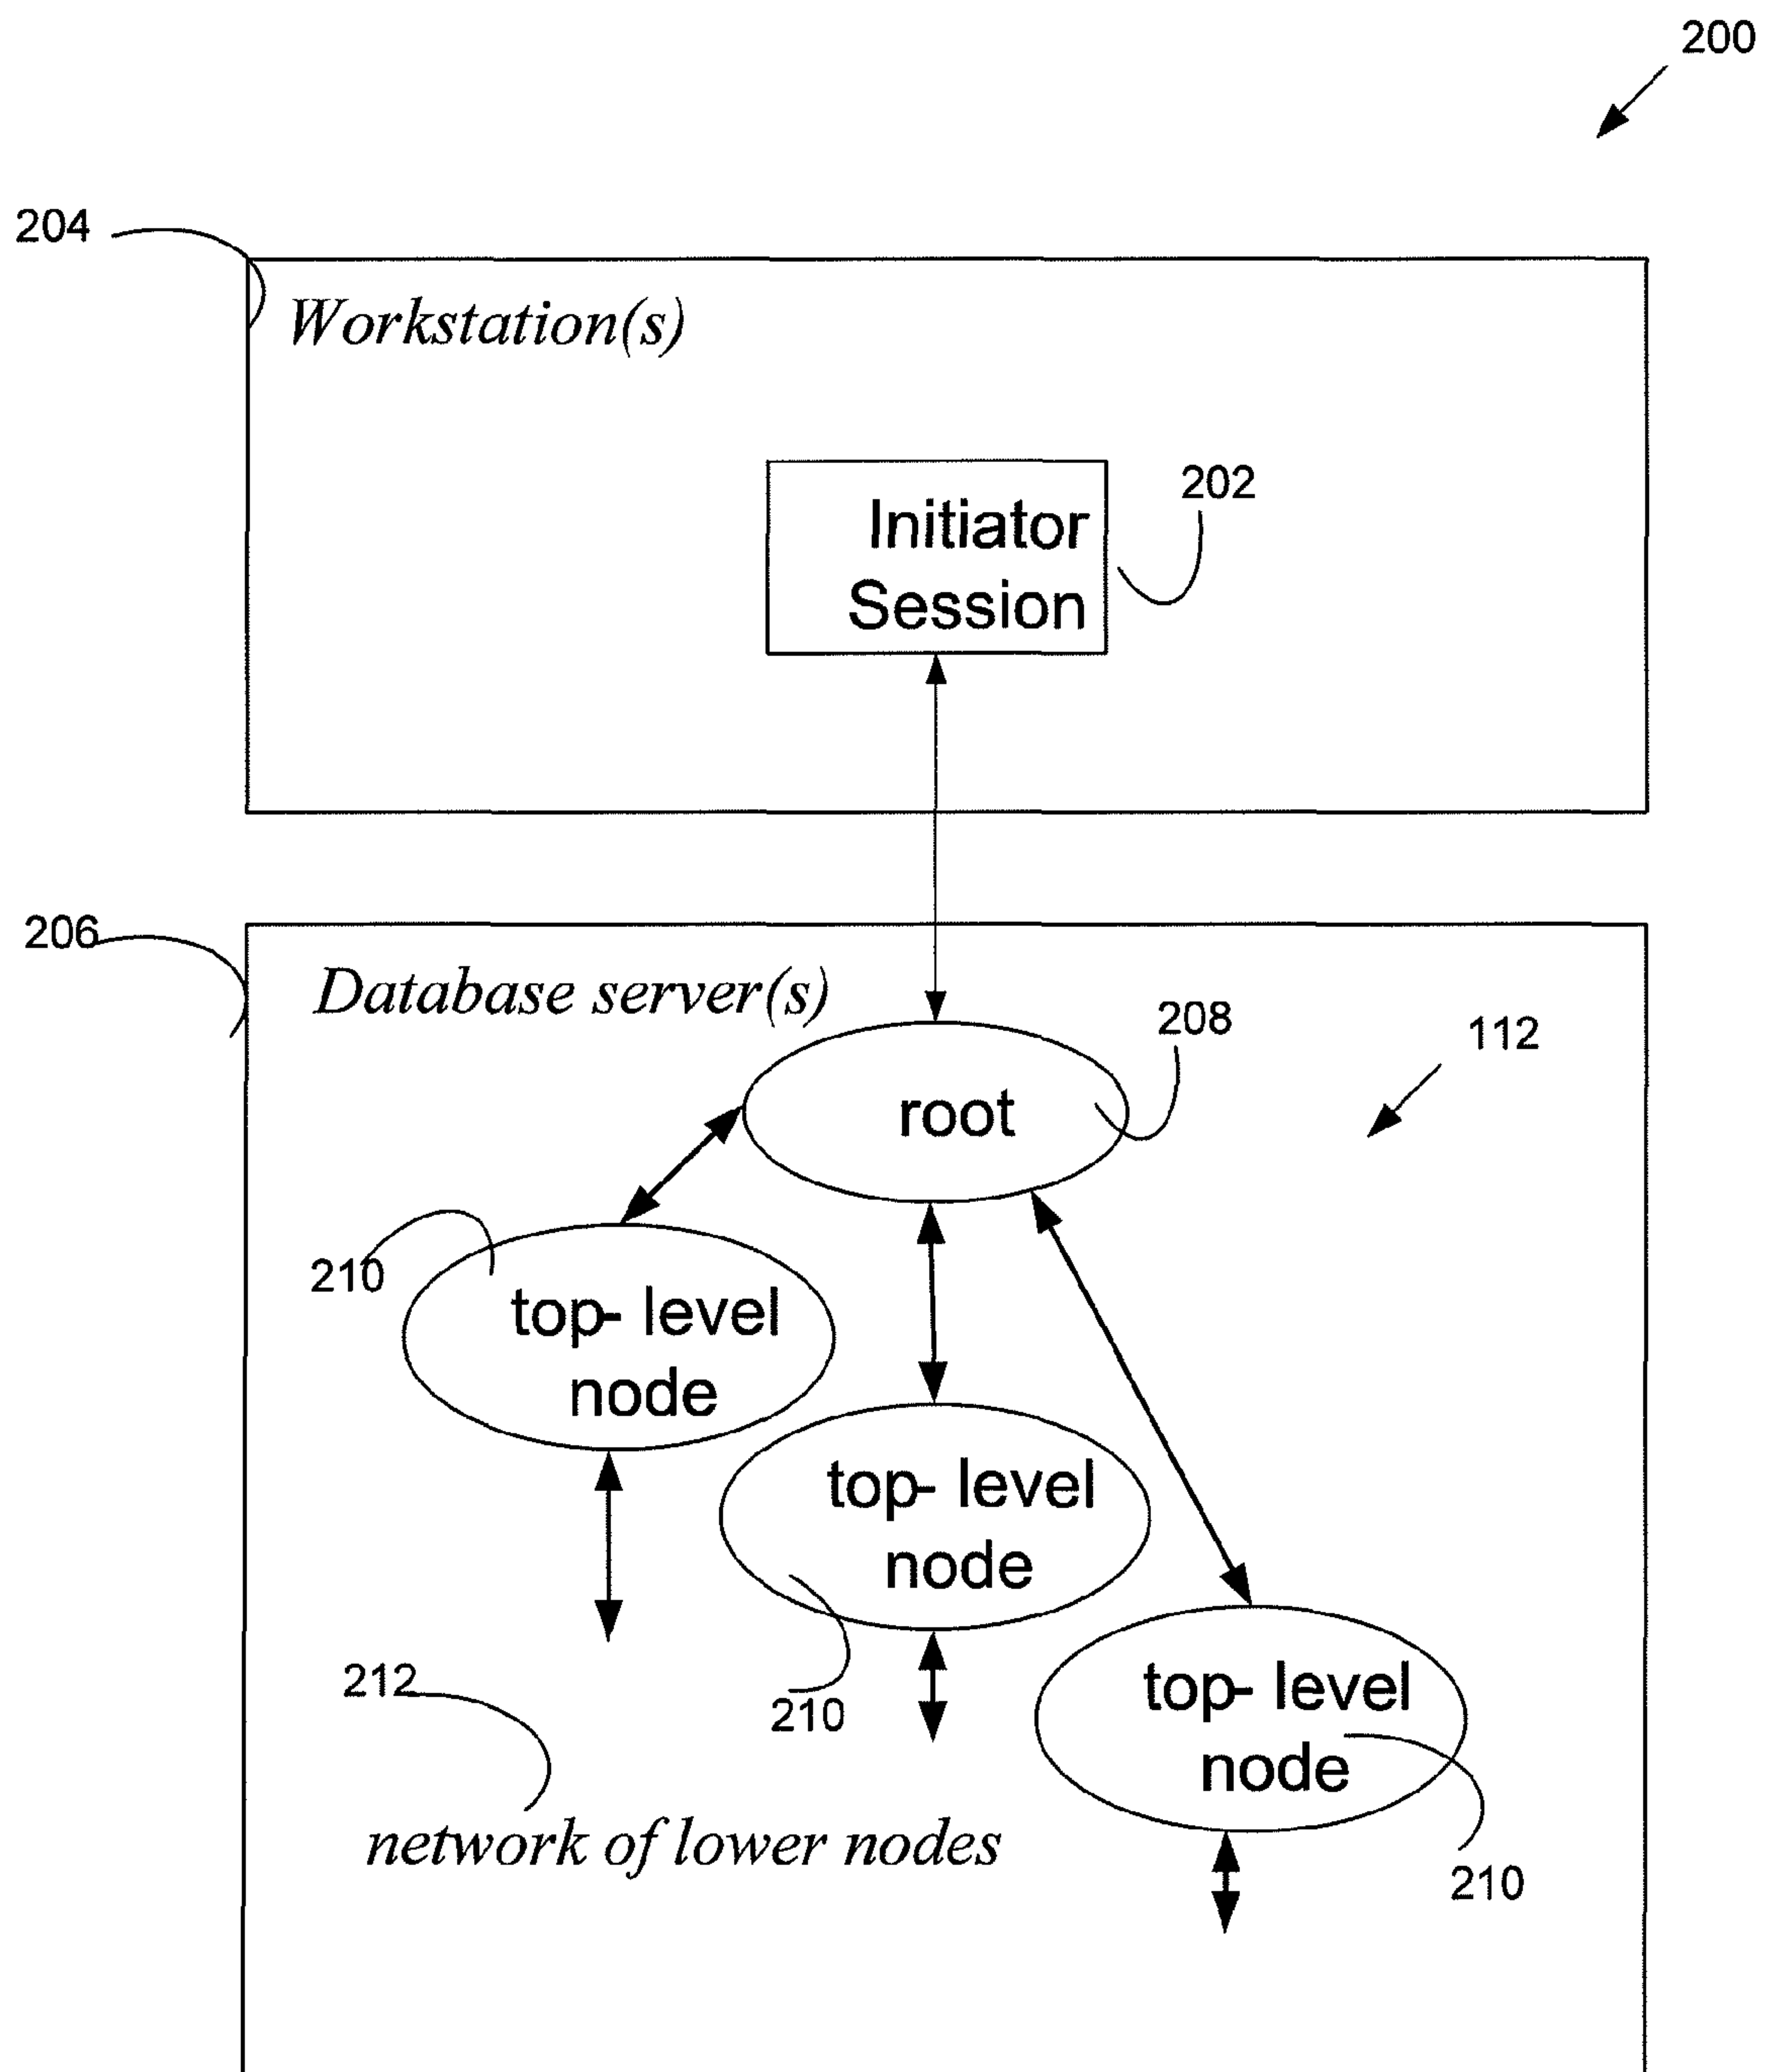 200
204
Workstation(s)
Initiator
Session
202
206
Database server(s)
208
112
root
210
top- level
node
top- level
node
212
210
top- level
node
network of lower nodes
210